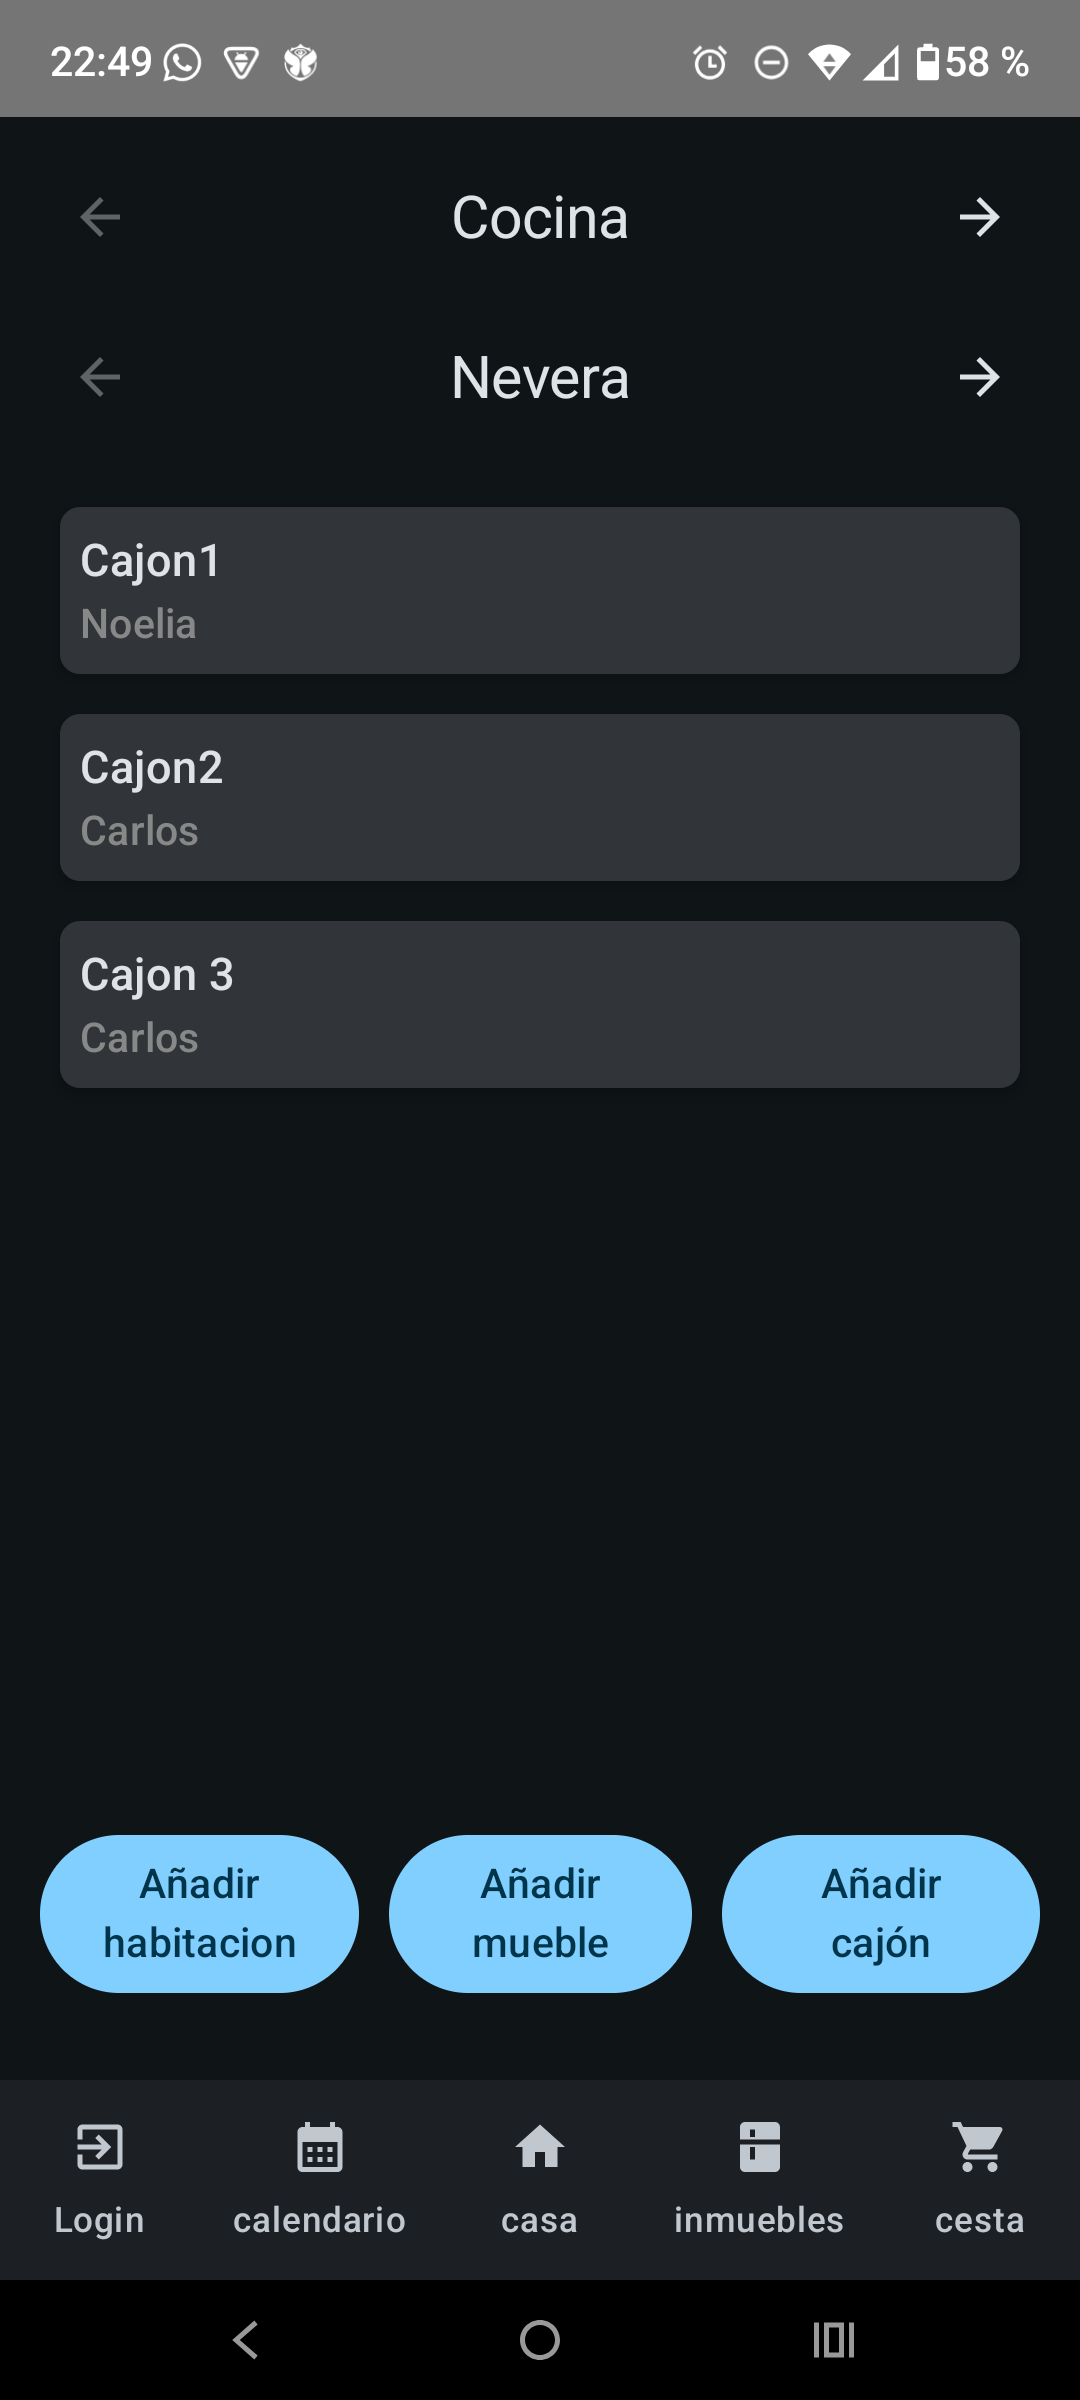 22:49 58 %
Cocina
Nevera
Cajon1
Noelia
Cajon2
Carlos
Cajon 3
Carlos
Añadir habitacion
Añadir mueble
Añadir cajón
Login calendario casa inmuebles cesta